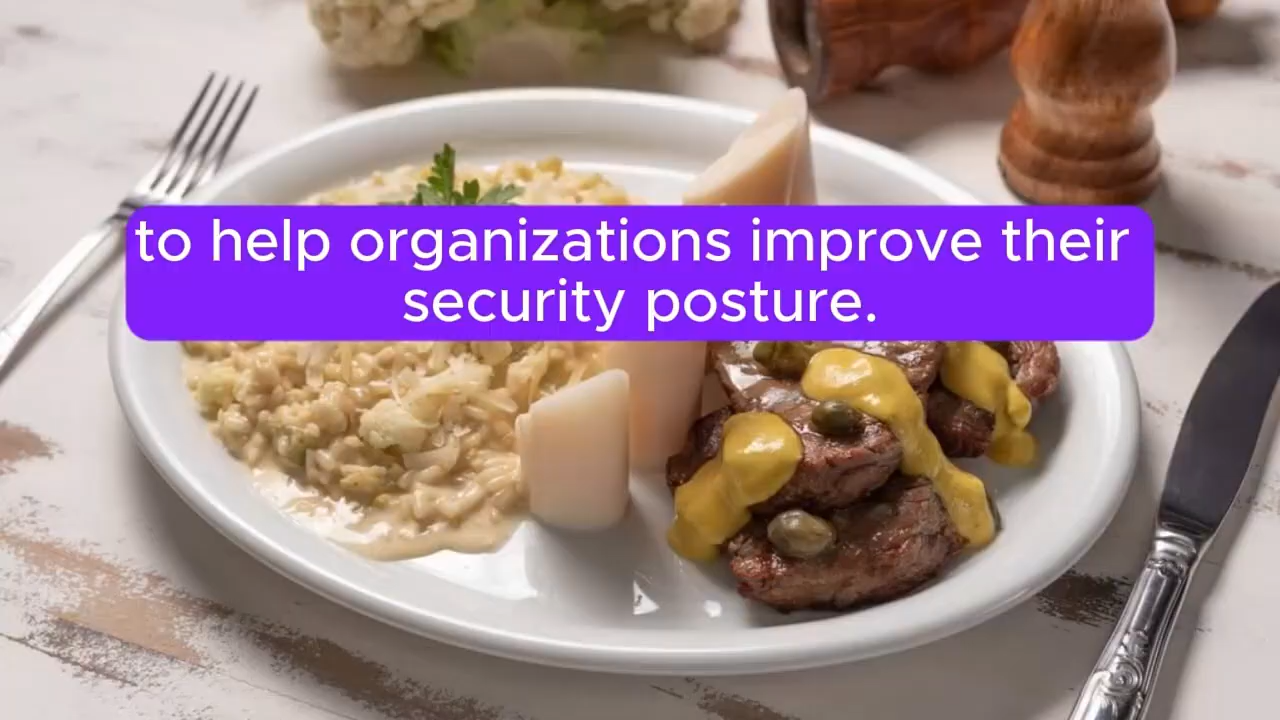 to help organizations improve their
security posture.